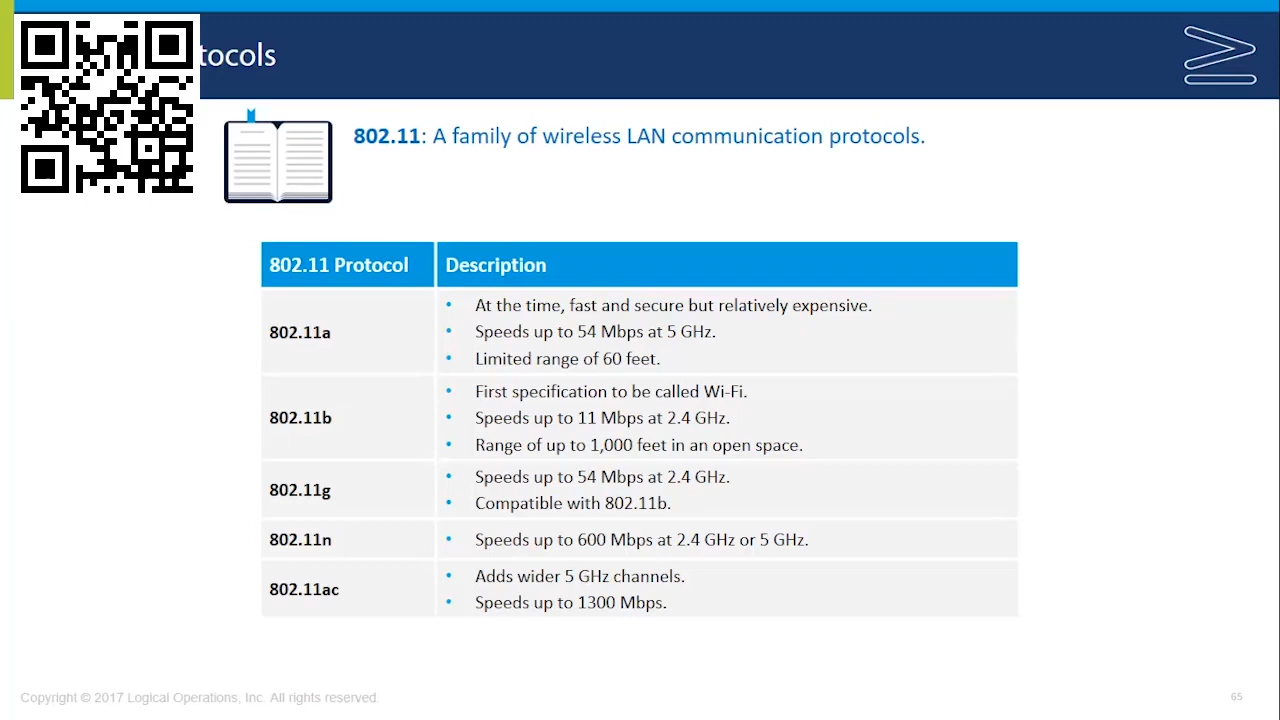 tocols
802.11: A family of wireless LAN communication protocols.
802.11 Protocol
Description
802.11a
• At the time, fast and secure but relatively expensive.
• Speeds up to 54 Mbps at 5 GHz.
• Limited range of 60 feet.
802.11b
• First specification to be called Wi-Fi.
• Speeds up to 11 Mbps at 2.4 GHz.
• Range of up to 1,000 feet in an open space.
802.11g
• Speeds up to 54 Mbps at 2.4 GHz.
• Compatible with 802.11b.
802.11n
• Speeds up to 600 Mbps at 2.4 GHz or 5 GHz.
802.11ac
• Adds wider 5 GHz channels.
• Speeds up to 1300 Mbps.
Copyright © 2017 Logical Operations, Inc. All rights reserved.
65